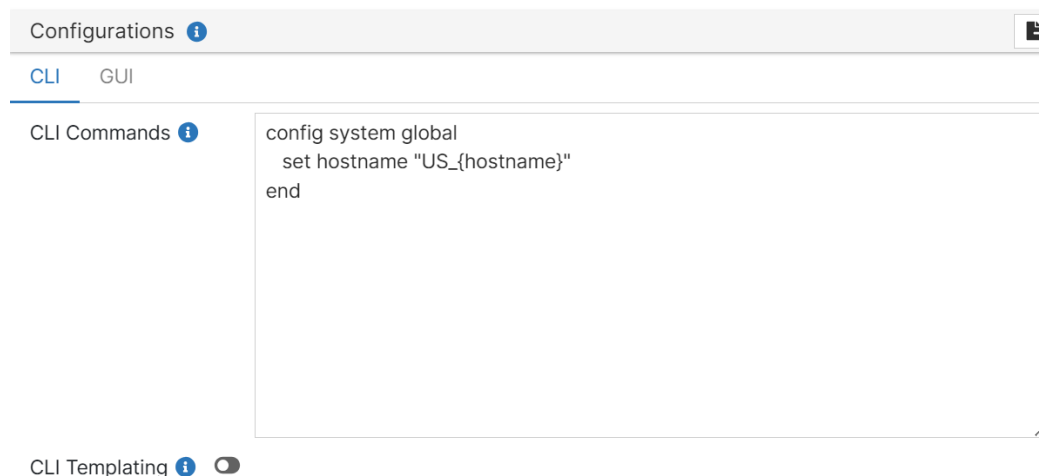 Configurations
CLI GUI
CLI Commands
config system global
set hostname "US_{hostname}"
end
CLI Templating